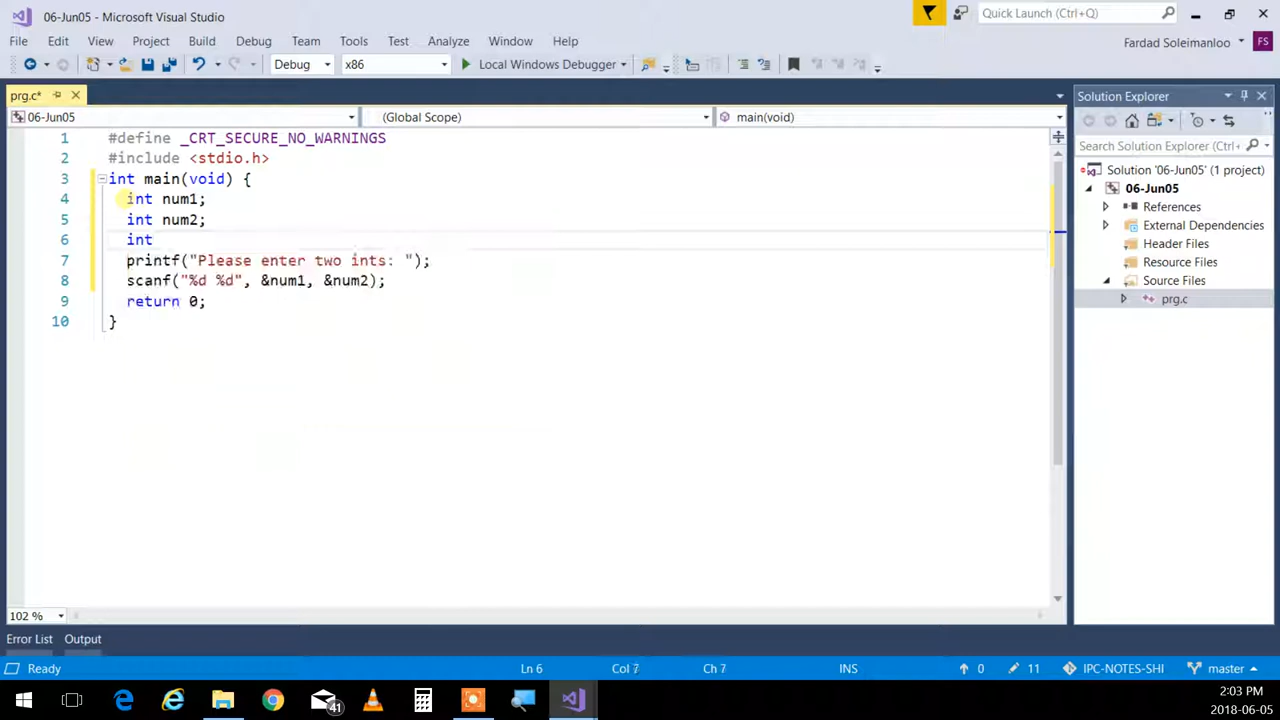 06-Jun05 - Microsoft Visual Studio
Quick Launch (Ctrl+Q)
File Edit View Project Build Debug Team Tools Test Analyze Window Help
Fardad Soleimanloo FS
Debug x86 Local Windows Debugger
prg.c*
06-Jun05 (Global Scope) main(void)
1 #define _CRT_SECURE_NO_WARNINGS
2 #include <stdio.h>
3 int main(void) {
4 int num1;
5 int num2;
6 int
7 printf("Please enter two ints: ");
8 scanf("%d %d", &num1, &num2);
9 return 0;
10 }
Solution Explorer
Search Solution Explorer (Ctrl+
Solution '06-Jun05' (1 project)
06-Jun05
References
External Dependencies
Header Files
Resource Files
Source Files
prg.c
102 %
Error List Output
Ready Ln 6 Col 7 Ch 7 INS 0 11 IPC-NOTES-SHI master
41
2:03 PM
2018-06-05